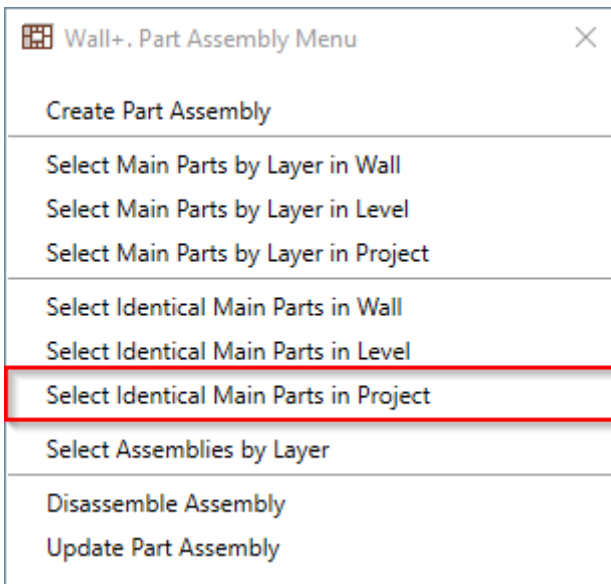 Wall+. Part Assembly Menu
Create Part Assembly
Select Main Parts by Layer in Wall
Select Main Parts by Layer in Level
Select Main Parts by Layer in Project
Select Identical Main Parts in Wall
Select Identical Main Parts in Level
Select Identical Main Parts in Project
Select Assemblies by Layer
Disassemble Assembly
Update Part Assembly